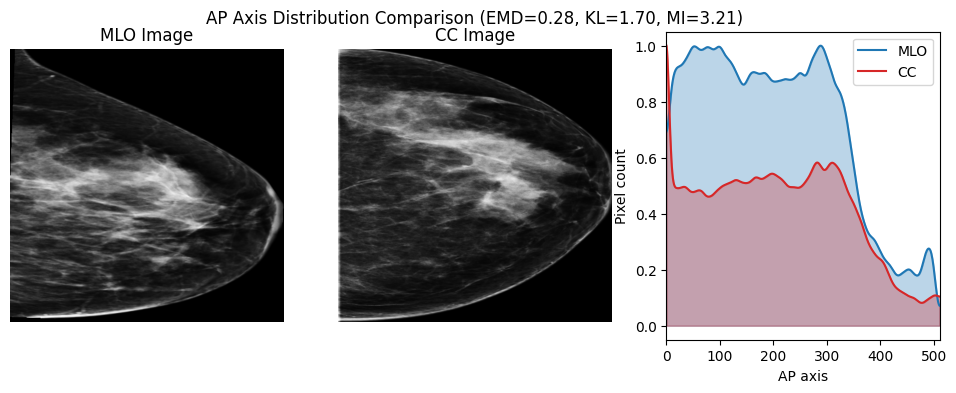 AP Axis Distribution Comparison (EMD=0.28, KL=1.70, MI=3.21)
MLO Image
CC Image
MLO
CC
Pixel count
1.0
0.8
0.6
0.4
0.2
0.0
0 100 200 300 400 500
AP axis